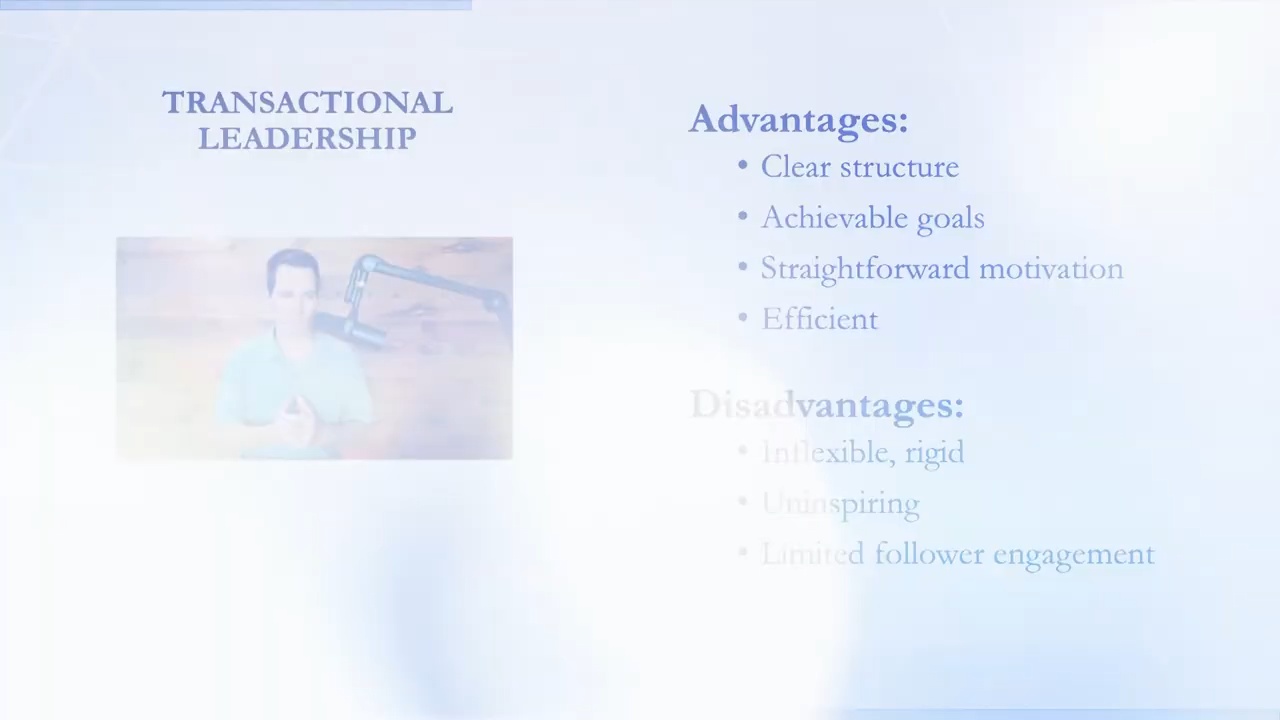 TRANSACTIONAL
LEADERSHIP
Advantages:
• Clear structure
• Achievable goals
• Straightforward motivation
• Efficient
Disadvantages:
• Inflexible, rigid
• Uninspiring
• Limited follower engagement